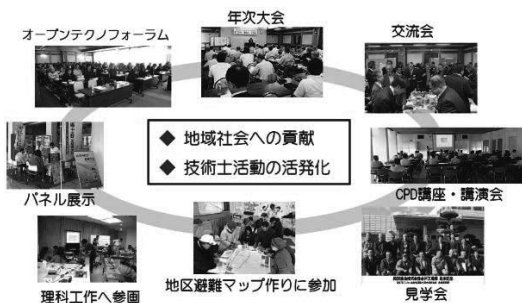 年次大会
オープンテクノフォーラム
交流会
◆ 地域社会への貢献
◆ 技術士活動の活発化
パネル展示
CPD講座・講演会
理科工作へ参画
地区避難マップ作りに参加
見学会